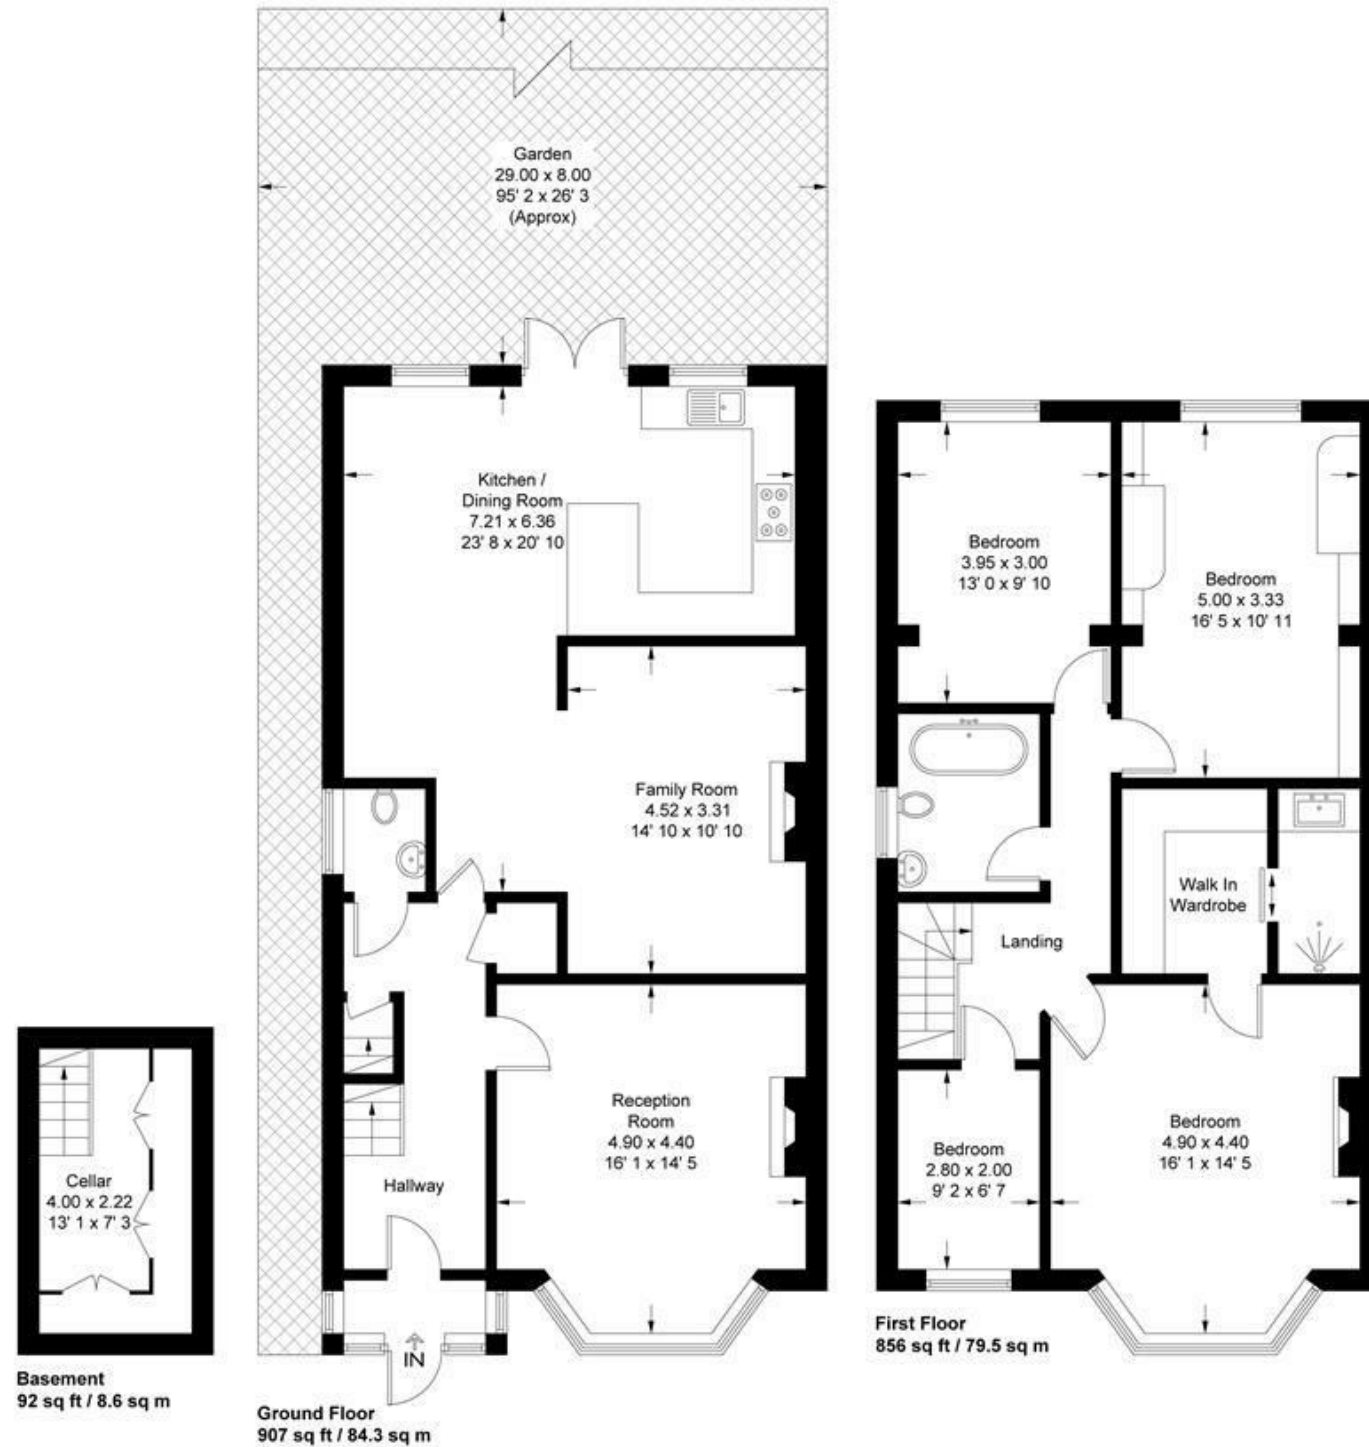 Garden
29.00 x 8.00
95' 2 x 26' 3
(Approx)
Kitchen /
Dining Room
7.21 x 6.36
23' 8 x 20' 10
Family Room
4.52 x 3.31
14' 10 x 10' 10
Reception
Room
4.90 x 4.40
16' 1 x 14' 5
Hallway
IN
Ground Floor
907 sq ft / 84.3 sq m
Cellar
4.00 x 2.22
13' 1 x 7' 3
Basement
92 sq ft / 8.6 sq m
Bedroom
3.95 x 3.00
13' 0 x 9' 10
Bedroom
5.00 x 3.33
16' 5 x 10' 11
Walk In
Wardrobe
Landing
Bedroom
2.80 x 2.00
9' 2 x 6' 7
Bedroom
4.90 x 4.40
16' 1 x 14' 5
First Floor
856 sq ft / 79.5 sq m